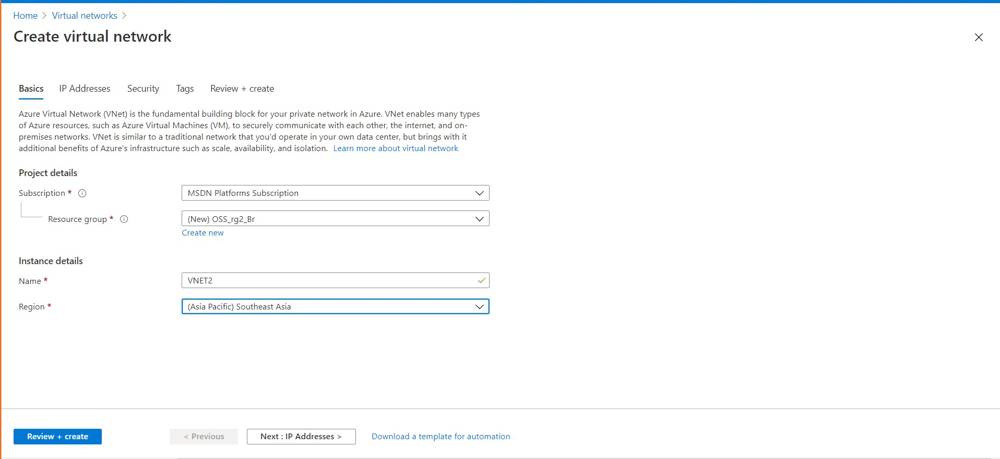 Home > Virtual networks >
Create virtual network
Basics IP Addresses Security Tags Review + create
Azure Virtual Network (VNet) is the fundamental building block for your private network in Azure. VNet enables many types
of Azure resources, such as Azure Virtual Machines (VM), to securely communicate with each other, the internet, and on-
premises networks. VNet is similar to a traditional network that you'd operate in your own data center, but brings with it
additional benefits of Azure's infrastructure such as scale, availability, and isolation. Learn more about virtual network
Project details
Subscription * MSDN Platforms Subscription
Resource group * (New) OSS_rg2_Br
Create new
Instance details
Name * VNET2
Region * (Asia Pacific) Southeast Asia
Review + create < Previous Next : IP Addresses > Download a template for automation